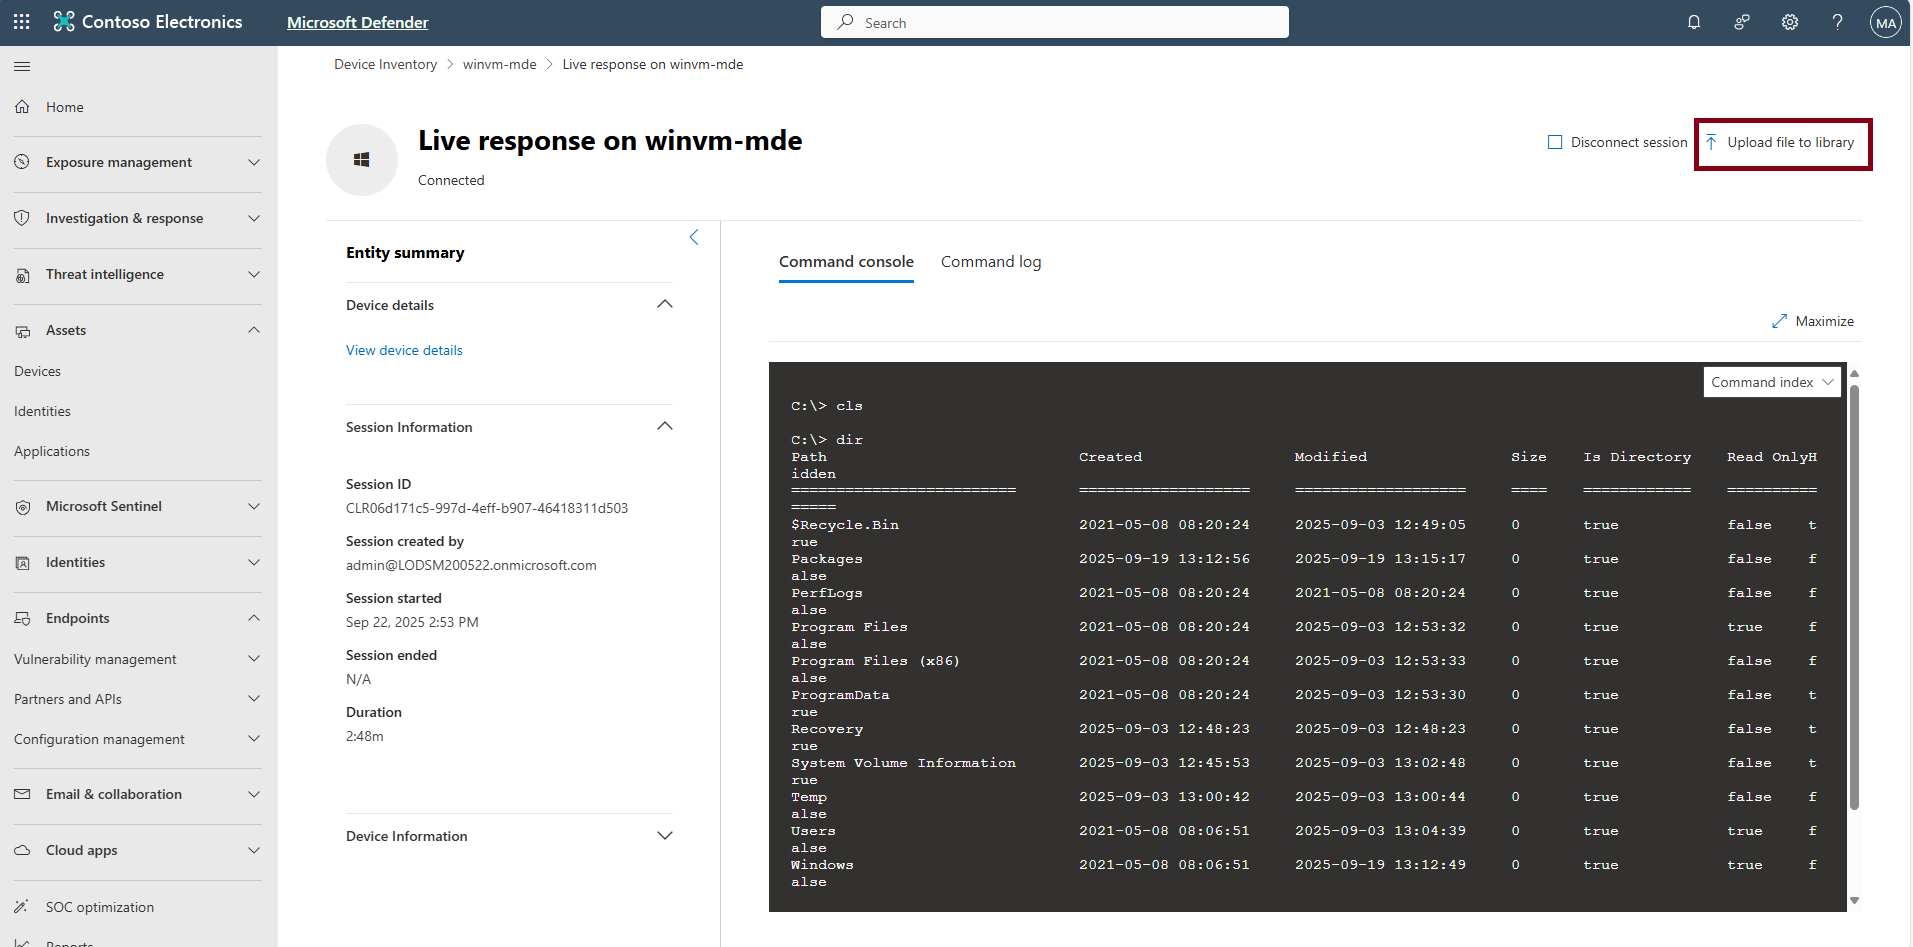 Contoso Electronics
Microsoft Defender
Search
MA
Device Inventory > winvm-mde > Live response on winvm-mde
Home
Exposure management
Investigation & response
Threat intelligence
Assets
Devices
Identities
Applications
Microsoft Sentinel
Identities
Endpoints
Vulnerability management
Partners and APIs
Configuration management
Email & collaboration
Cloud apps
SOC optimization
Reports
Live response on winvm-mde
Connected
Disconnect session
Upload file to library
Entity summary
Device details
View device details
Session Information
Session ID
CLR06d171c5-997d-4eff-b907-46418311d503
Session created by
admin@LODSM200522.onmicrosoft.com
Session started
Sep 22, 2025 2:53 PM
Session ended
N/A
Duration
2:48m
Device Information
Command console
Command log
Maximize
Command index
C:\> cls
C:\> dir
Path Created Modified Size Is Directory Read OnlyH
idden
========================= =================== =================== ==== ============ ==========
=====
$Recycle.Bin 2021-05-08 08:20:24 2025-09-03 12:49:05 0 true false t
rue
Packages 2025-09-19 13:12:56 2025-09-19 13:15:17 0 true false f
alse
PerfLogs 2021-05-08 08:20:24 2021-05-08 08:20:24 0 true false f
alse
Program Files 2021-05-08 08:20:24 2025-09-03 12:53:32 0 true true f
alse
Program Files (x86) 2021-05-08 08:20:24 2025-09-03 12:53:33 0 true false f
alse
ProgramData 2021-05-08 08:20:24 2025-09-03 12:53:30 0 true false t
rue
Recovery 2025-09-03 12:48:23 2025-09-03 12:48:23 0 true false t
rue
System Volume Information 2025-09-03 12:45:53 2025-09-03 13:02:48 0 true false t
rue
Temp 2025-09-03 13:00:42 2025-09-03 13:00:44 0 true false f
alse
Users 2021-05-08 08:06:51 2025-09-03 13:04:39 0 true true f
alse
Windows 2021-05-08 08:06:51 2025-09-19 13:12:49 0 true true f
alse